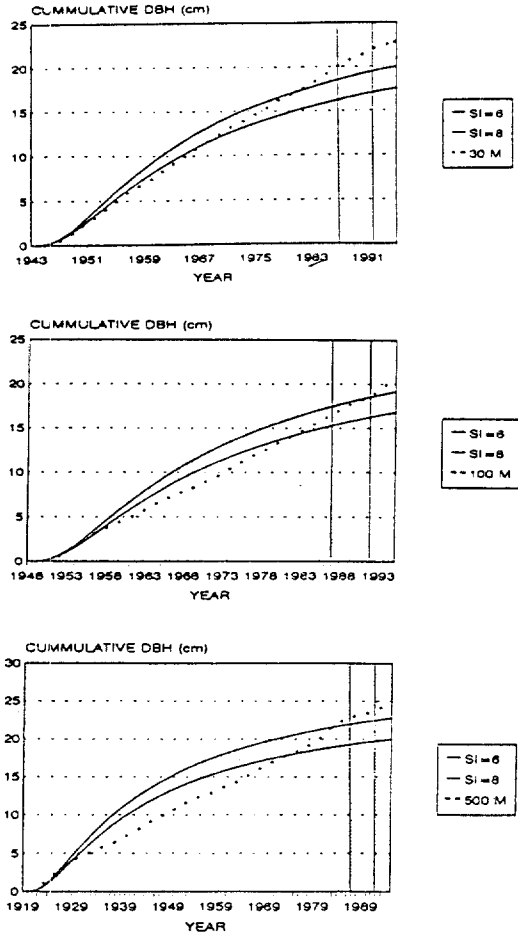 CUMMULATIVE DBH (cm)
25
20
15
10
5
0
1943 1951 1959 1967 1975 1983 1991
YEAR
SI=6
SI=8
30 M
CUMMULATIVE DBH (cm)
25
20
15
10
5
0
1948 1953 1958 1963 1968 1973 1978 1983 1988 1993
YEAR
SI=6
SI=8
100 M
CUMMULATIVE DBH (cm)
30
25
20
15
10
5
0
1919 1929 1939 1949 1959 1969 1979 1989
YEAR
SI=6
SI=8
500 M